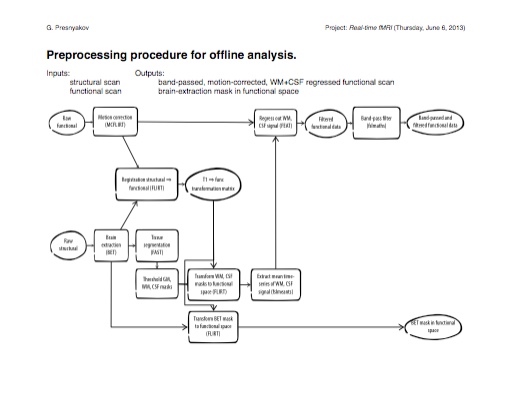 G. Presnyakov
Project: Real-time fMRI (Thursday, June 6, 2013)
Preprocessing procedure for offline analysis.
Inputs:
structural scan
functional scan
Outputs:
band-passed, motion-corrected, WM+CSF regressed functional scan
brain-extraction mask in functional space
Raw
functional
Motion correction
(MCFLIRT)
Regress out WM,
CSF signal (FEAT)
Filtered
functional data
Band-pass filter
(fslmaths)
Band-passed and
filtered functional data
Registration structural →
functional (FLIRT)
T1 → func
transformation matrix
Raw
structural
Brain
extraction
(BET)
Tissue
segmentation
(FAST)
Threshold GM,
WM, CSF masks
Transform WM, CSF
masks to functional
space (FLIRT)
Extract mean time-
series of WM, CSF
signal (fslmeants)
Transform BET mask
to functional space
(FLIRT)
BET mask in functional
space